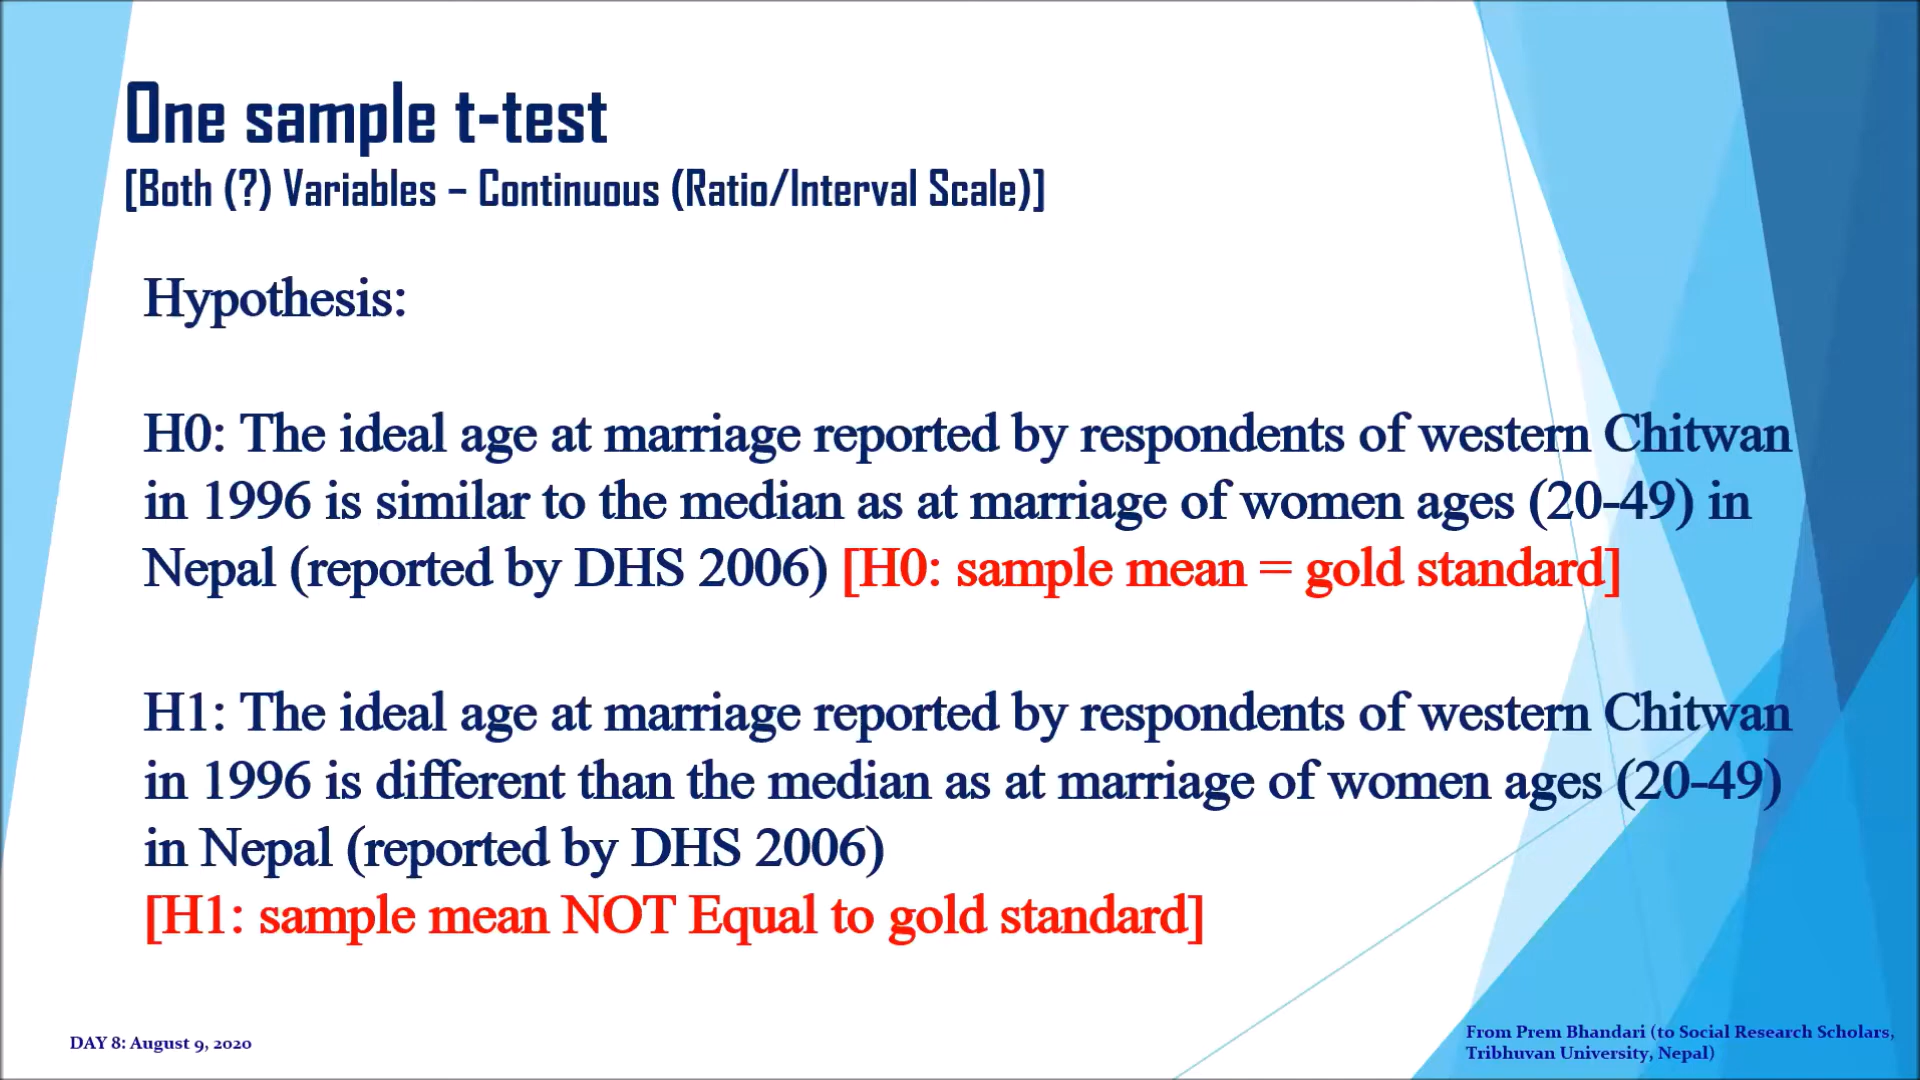 One sample t-test
[Both (?) Variables – Continuous (Ratio/Interval Scale)]
Hypothesis:
H0: The ideal age at marriage reported by respondents of western Chitwan
in 1996 is similar to the median as at marriage of women ages (20-49) in
Nepal (reported by DHS 2006) [H0: sample mean = gold standard]
H1: The ideal age at marriage reported by respondents of western Chitwan
in 1996 is different than the median as at marriage of women ages (20-49)
in Nepal (reported by DHS 2006)
[H1: sample mean NOT Equal to gold standard]
DAY 8: August 9, 2020
From Prem Bhandari (to Social Research Scholars,
Tribhuvan University, Nepal)